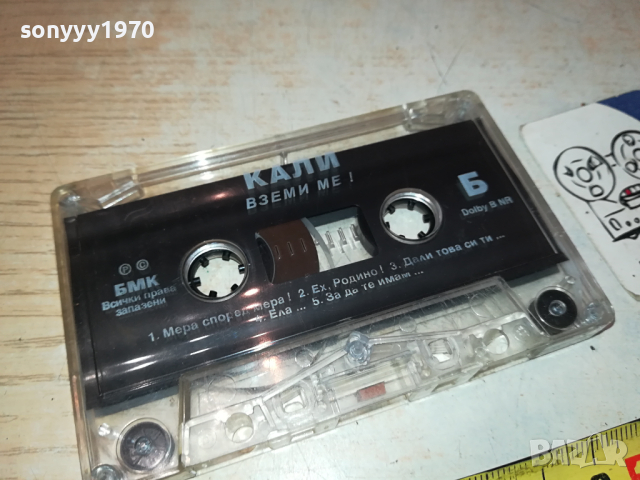 sonyyy1970
КАЛИ
ВЗЕМИ МЕ !
Б
Dolby B NR
℗ ©
БМК
Всички права
запазени
1. Мера според мера ! 2. Ех, Родино! 3. Дали това си ти ...
4. Ела ... 5. За да те имам ...
БАЗАР